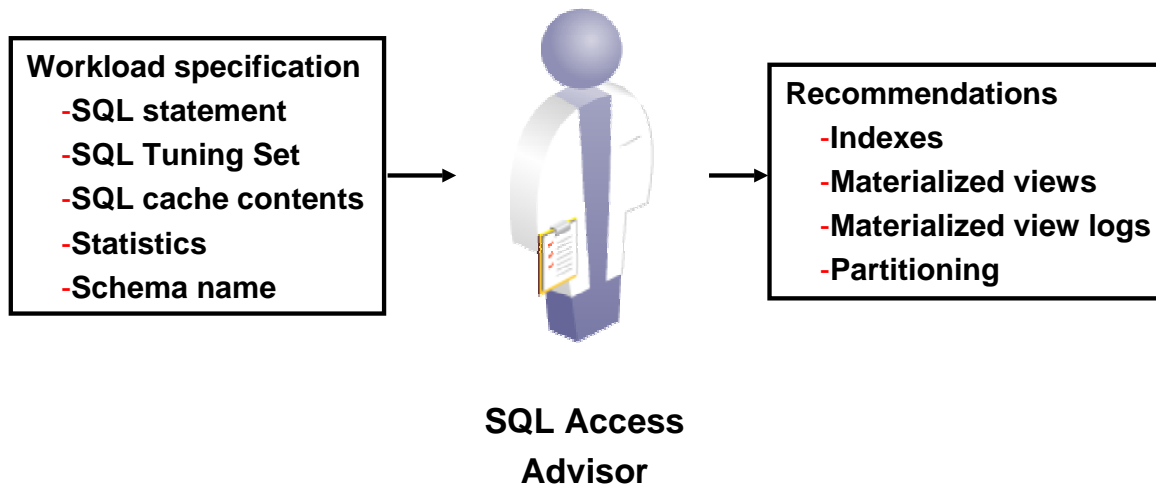 Workload specification
-SQL statement
-SQL Tuning Set
-SQL cache contents
-Statistics
-Schema name
Recommendations
-Indexes
-Materialized views
-Materialized view logs
-Partitioning
SQL Access
Advisor